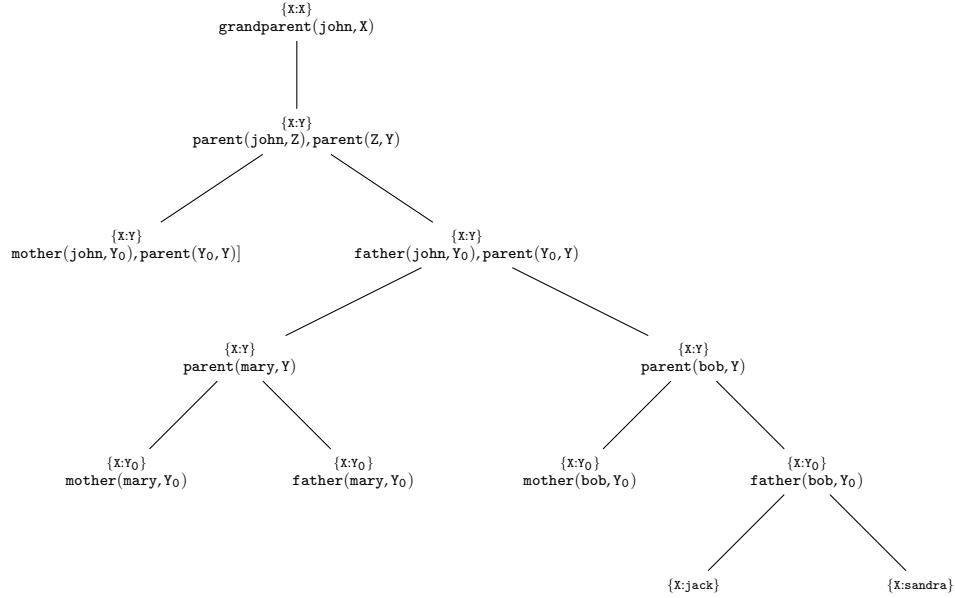 {X:X}
grandparent(john, X)
{X:Y}
parent(john, Z), parent(Z, Y)
{X:Y}
mother(john, Y₀), parent(Y₀, Y)]
{X:Y}
father(john, Y₀), parent(Y₀, Y)
{X:Y}
parent(mary, Y)
{X:Y}
parent(bob, Y)
{X:Y₀}
mother(mary, Y₀)
{X:Y₀}
father(mary, Y₀)
{X:Y₀}
mother(bob, Y₀)
{X:Y₀}
father(bob, Y₀)
{X:jack}
{X:sandra}